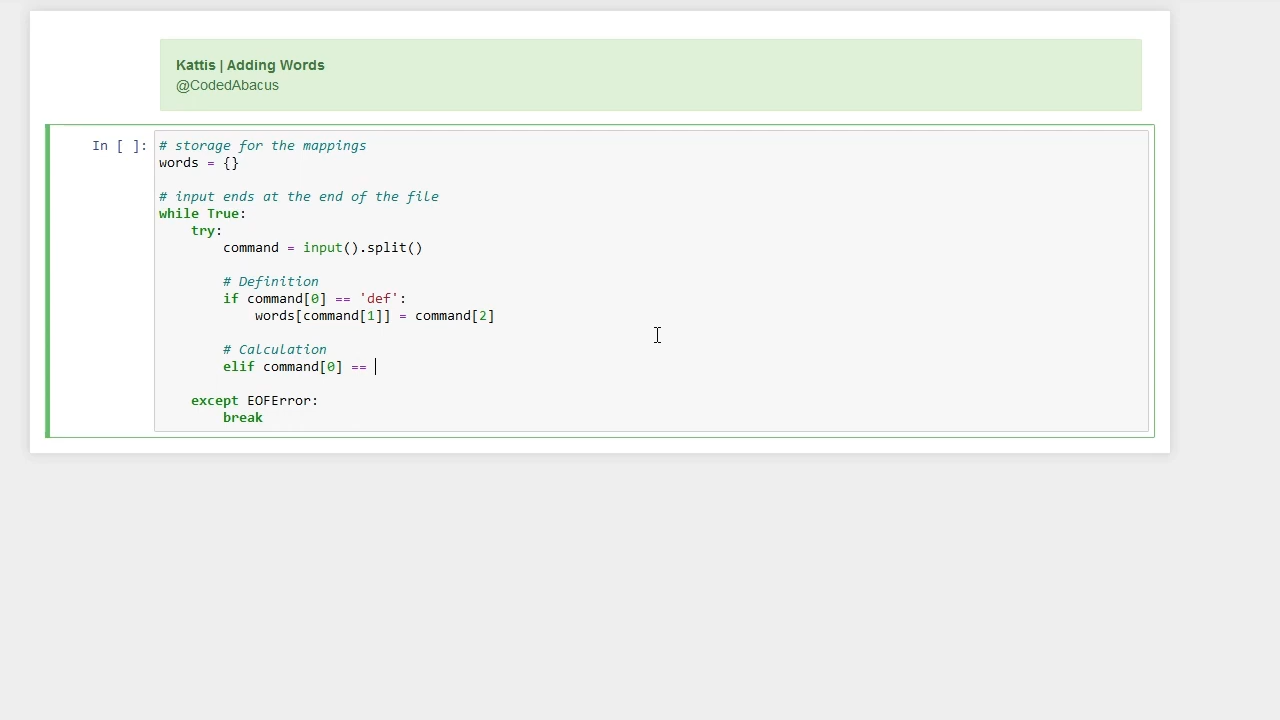 Kattis | Adding Words
@CodedAbacus
In [ ]:
# storage for the mappings
words = {}
# input ends at the end of the file
while True:
    try:
        command = input().split()
        # Definition
        if command[0] == 'def':
            words[command[1]] = command[2]
        # Calculation
        elif command[0] ==
    except EOFError:
        break